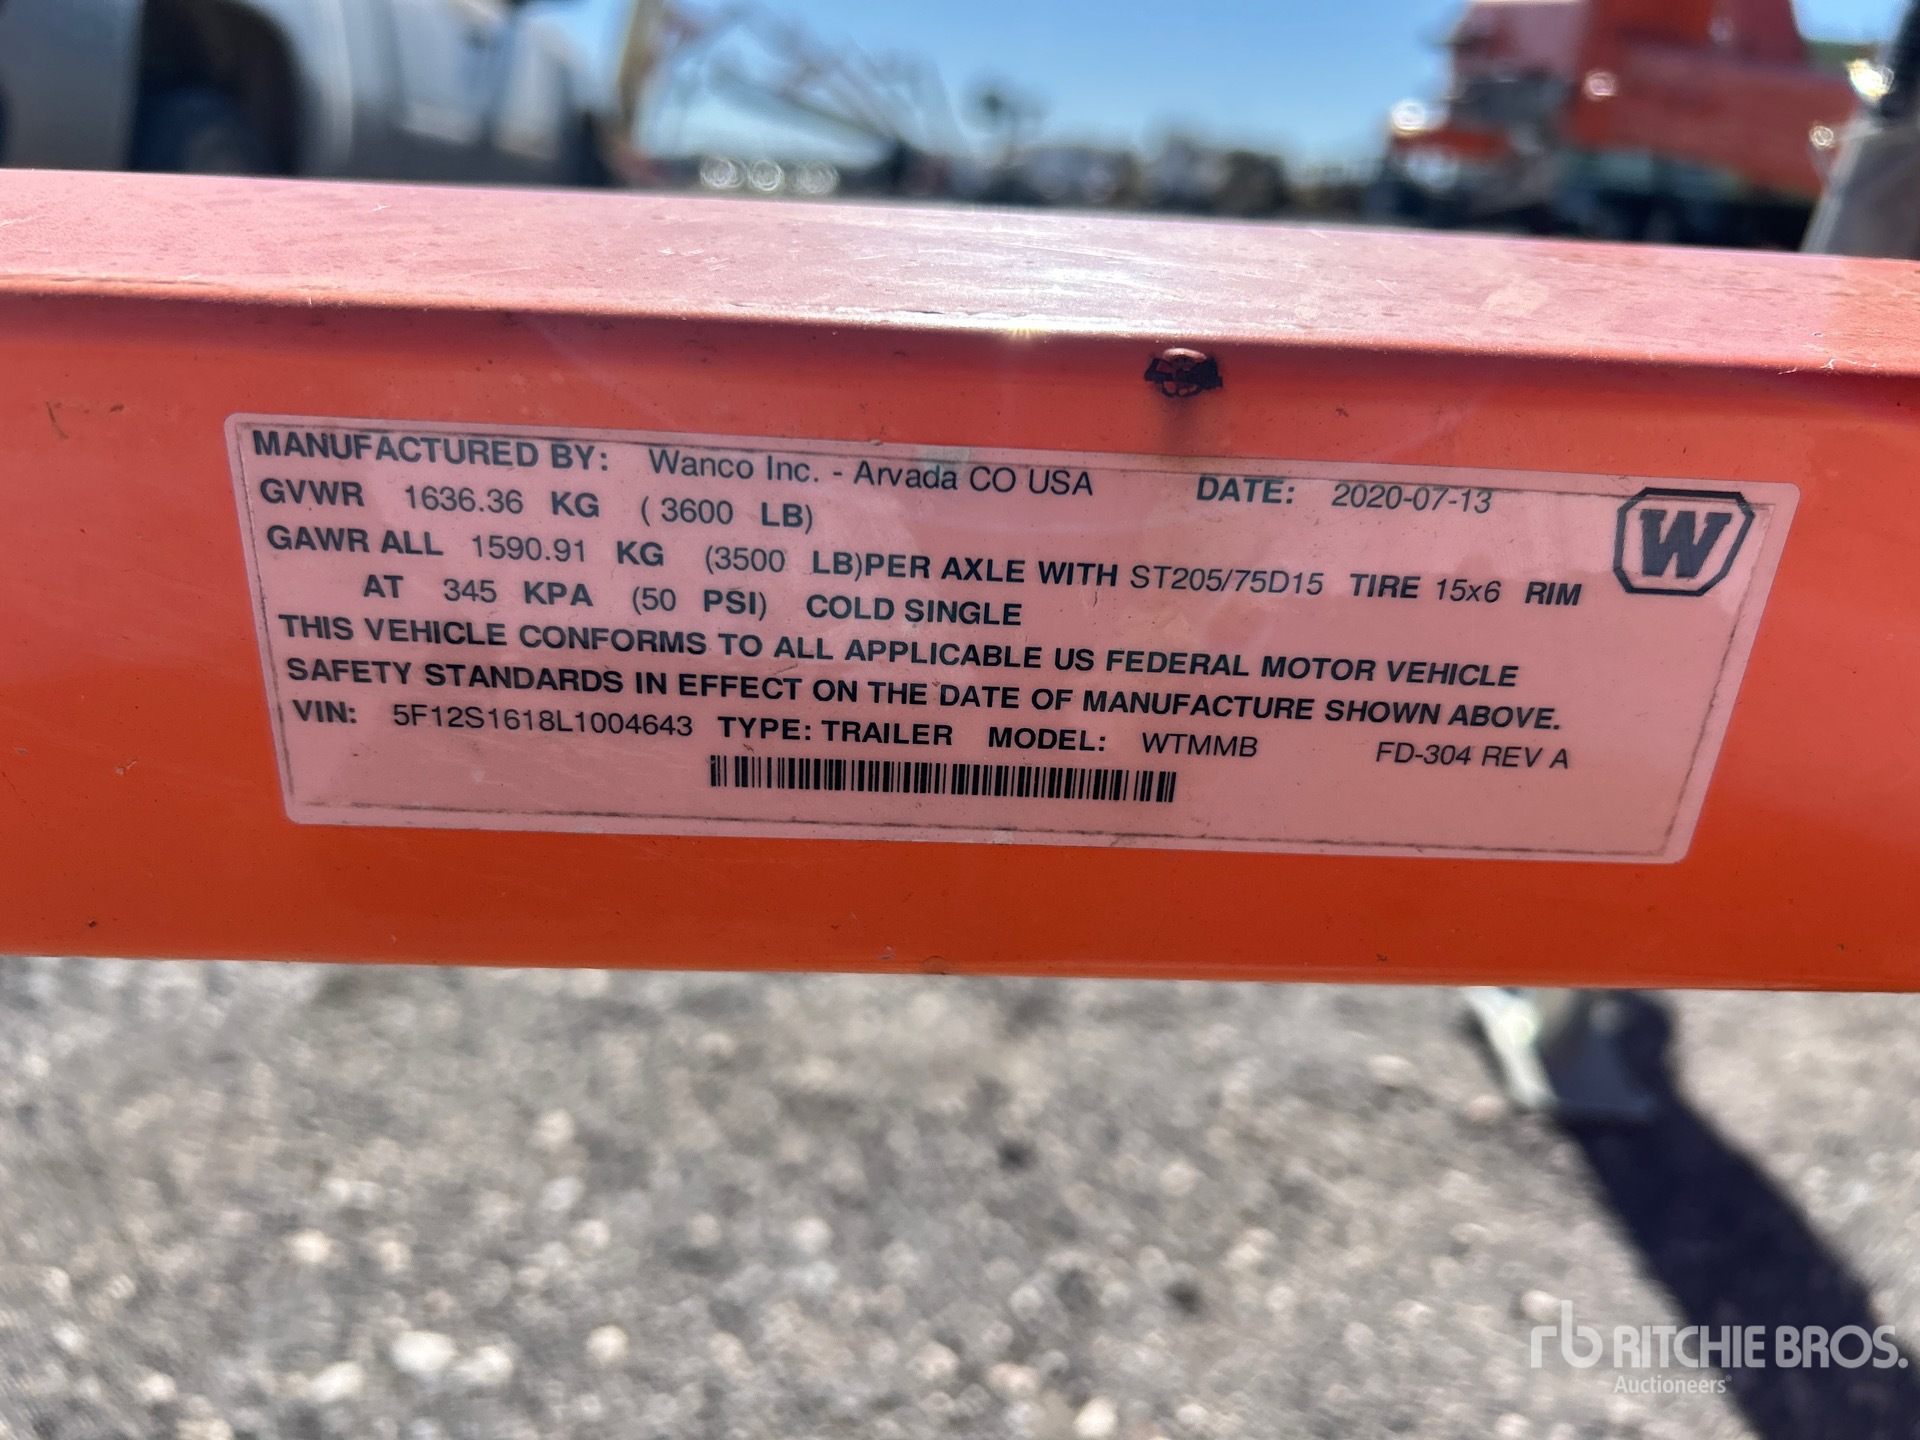 MANUFACTURED BY: Wanco Inc. - Arvada CO USA DATE: 2020-07-13
GVWR 1636.36 KG ( 3600 LB)
GAWR ALL 1590.91 KG (3500 LB)PER AXLE WITH ST205/75D15 TIRE 15x6 RIM
AT 345 KPA (50 PSI) COLD SINGLE
THIS VEHICLE CONFORMS TO ALL APPLICABLE US FEDERAL MOTOR VEHICLE
SAFETY STANDARDS IN EFFECT ON THE DATE OF MANUFACTURE SHOWN ABOVE.
VIN: 5F12S1618L1004643 TYPE: TRAILER MODEL: WTMMB FD-304 REV A
W
rb RITCHIE BROS.
Auctioneers